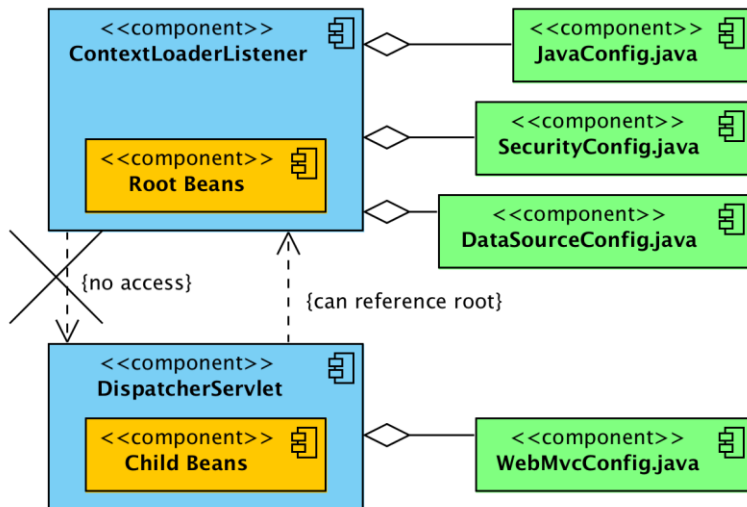 <<component>>
ContextLoaderListener
<<component>>
Root Beans
<<component>>
JavaConfig.java
<<component>>
SecurityConfig.java
<<component>>
DataSourceConfig.java
{no access}
{can reference root}
<<component>>
DispatcherServlet
<<component>>
Child Beans
<<component>>
WebMvcConfig.java